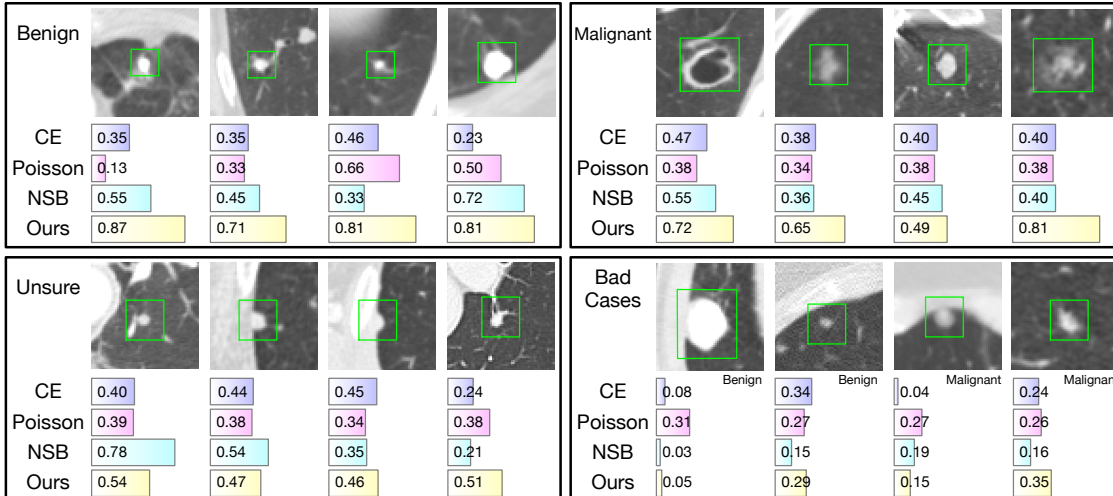 Benign
CE 0.35 0.35 0.46 0.23
Poisson 0.13 0.33 0.66 0.50
NSB 0.55 0.45 0.33 0.72
Ours 0.87 0.71 0.81 0.81
Malignant
CE 0.47 0.38 0.40 0.40
Poisson 0.38 0.34 0.38 0.38
NSB 0.55 0.36 0.45 0.40
Ours 0.72 0.65 0.49 0.81
Unsure
CE 0.40 0.44 0.45 0.24
Poisson 0.39 0.38 0.34 0.38
NSB 0.78 0.54 0.35 0.21
Ours 0.54 0.47 0.46 0.51
Bad
Cases
Benign Benign Malignant Malignant
CE 0.08 0.34 0.04 0.24
Poisson 0.31 0.27 0.27 0.26
NSB 0.03 0.15 0.19 0.16
Ours 0.05 0.29 0.15 0.35